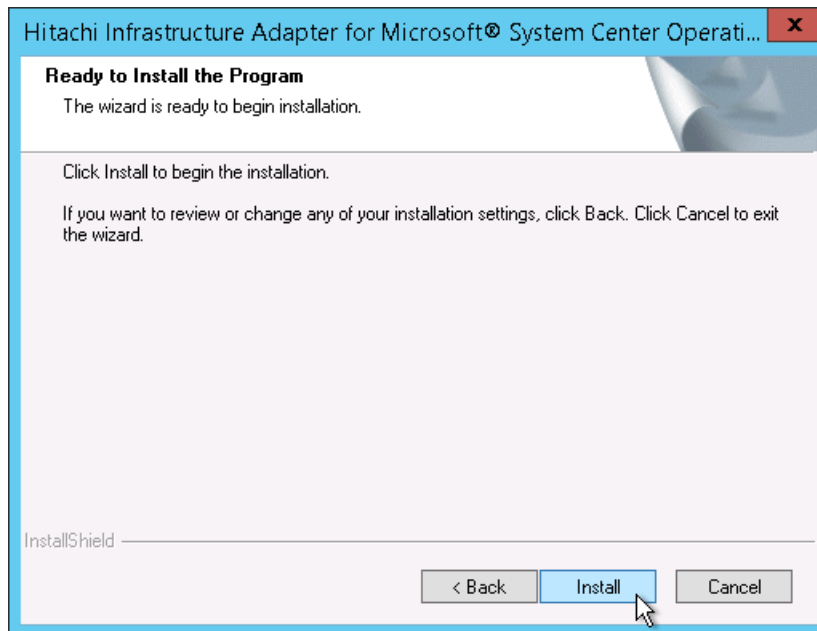 Hitachi Infrastructure Adapter for Microsoft® System Center Operati...
x
Ready to Install the Program
The wizard is ready to begin installation.
Click Install to begin the installation.
If you want to review or change any of your installation settings, click Back. Click Cancel to exit
the wizard.
InstallShield
< Back Install Cancel